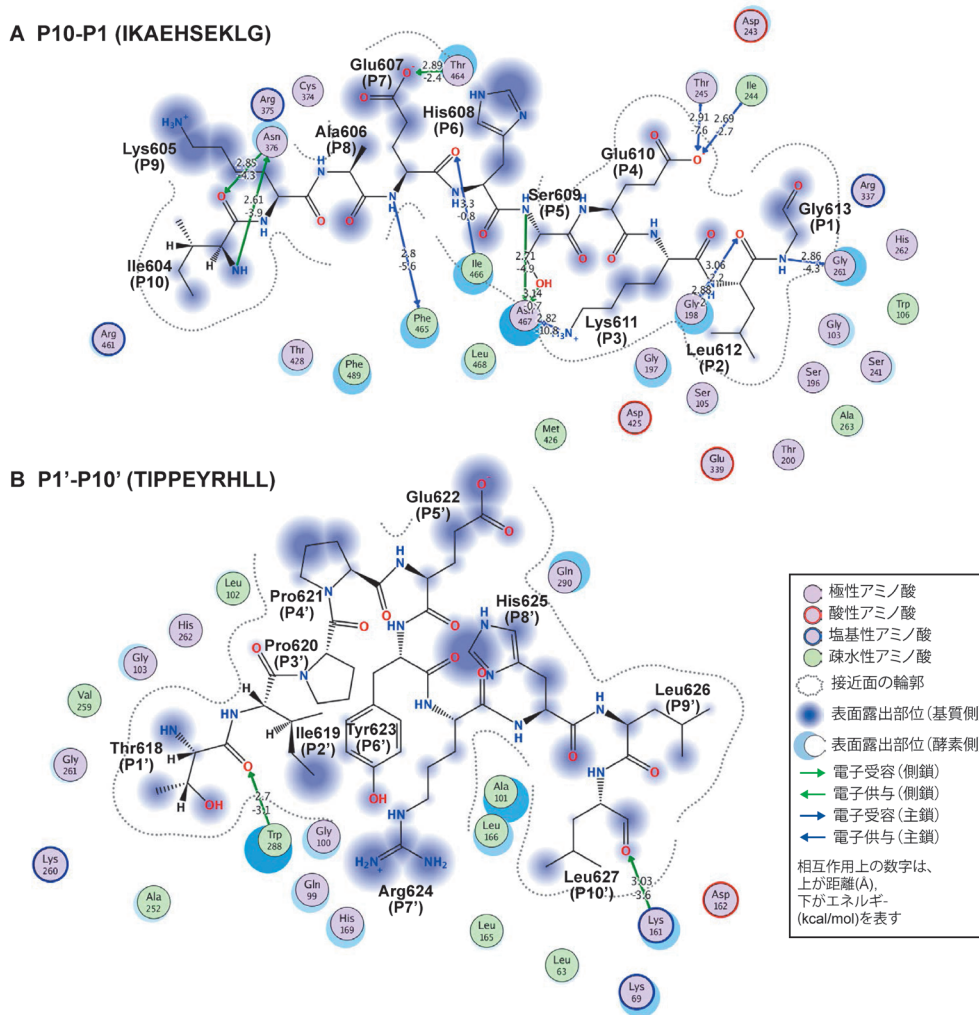 A P10-P1 (IKAEHSEKLG)
Asp 243
Glu607 (P7)
2.89
-2.4
Thr 464
Cys 374
Arg 375
Asn 376
Thr 245
Ile 244
2.91
-7.6
2.69
-2.7
H₃N⁺
Lys605 (P9)
Ala606 (P8)
His608 (P6)
Glu610 (P4)
2.85
-4.3
2.61
-3.9
Ser609 (P5)
Gly613 (P1)
Arg 337
3.3
-0.8
Ile604 (P10)
2.8
-5.6
Ile 466
2.71
-4.9
3.06
-2.2
2.86
-4.3
Gly 261
His 262
Arg 461
Phe 465
Asn 467
3.14
-0.7
2.82
-10.8
H₃N⁺
Lys611 (P3)
2.88
Gly 198
Leu612 (P2)
Gly 103
Trp 106
Thr 428
Phe 489
Leu 468
Gly 197
Ser 105
Ser 196
Ser 241
Met 426
Asp 425
Ala 263
Glu 339
Thr 200
B P1’-P10’ (TIPPEYRHLL)
Glu622 (P5’)
Leu 102
Gln 290
Pro621 (P4’)
His625 (P8’)
His 262
Pro620 (P3’)
Gly 103
Val 259
Leu626 (P9’)
Ile619 (P2’)
Tyr623 (P6’)
Thr618 (P1’)
Gly 261
-2.7
-3.1
Ala 101
Leu 166
Trp 288
Gly 100
Lys 260
Arg624 (P7’)
Leu627 (P10’)
3.03
-3.6
Asp 162
Ala 252
Gln 99
His 169
Leu 165
Lys 161
Leu 63
Lys 69
極性アミノ酸
酸性アミノ酸
塩基性アミノ酸
疎水性アミノ酸
接近面の輪郭
表面露出部位(基質側
表面露出部位(酵素側
電子受容(側鎖)
電子供与(側鎖)
電子受容(主鎖)
電子供与(主鎖)
相互作用上の数字は、
上が距離(Å),
下がエネルギ-
(kcal/mol)を表す